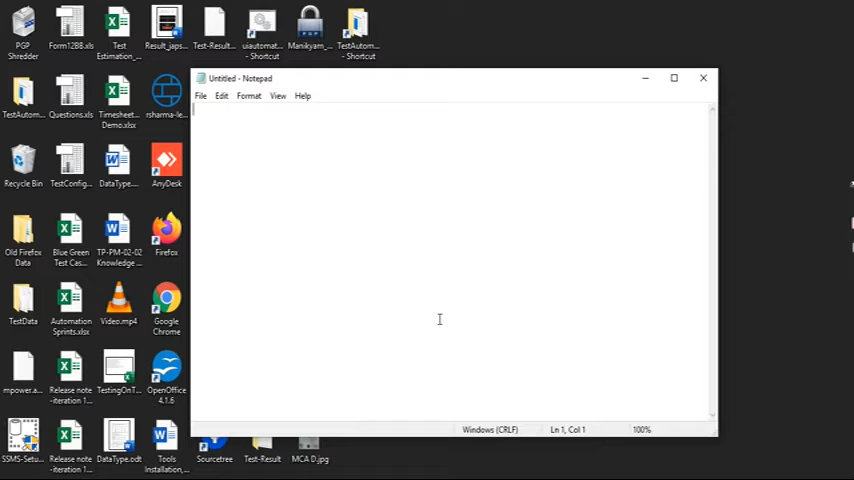 PGP Shredder
Form12BB.xls
Test Estimation_...
Result_japs...
Test-Result...
uiautomat... - Shortcut
Manikyam_...
TestAutom... - Shortcut
Untitled - Notepad
File Edit Format View Help
TestAutom...
Questions.xls
Timesheet... Demo.xlsx
rsharma-le...
Recycle Bin
TestConfig...
DataType...
AnyDesk
Old Firefox Data
Blue Green Test Cas...
TP-PM-02-02 Knowledge ...
Firefox
TestData
Automation Sprints.xlsx
Video.mp4
Google Chrome
mpower.a...
Release note -iteration 1...
TestingOnT...
OpenOffice 4.1.6
Windows (CRLF) Ln 1, Col 1 100%
SSMS-Setu...
Release note -iteration 1...
DataType.odt
Tools Installation,...
Sourcetree
Test-Result
MCA D.jpg